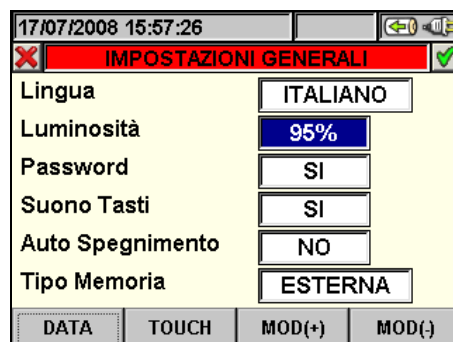 17/07/2008 15:57:26
IMPOSTAZIONI GENERALI
Lingua ITALIANO
Luminosità 95%
Password SI
Suono Tasti SI
Auto Spegnimento NO
Tipo Memoria ESTERNA
DATA TOUCH MOD(+) MOD(-)